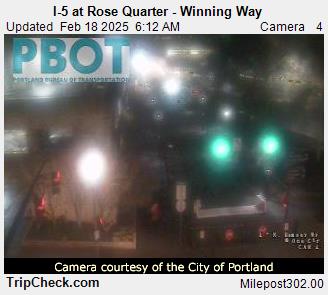 I-5 at Rose Quarter - Winning Way
Updated Feb 18 2025 6:12 AM Camera 4
PBOT
PORTLAND BUREAU OF TRANSPORTATION
Camera courtesy of the City of Portland
TripCheck.com Milepost302.00